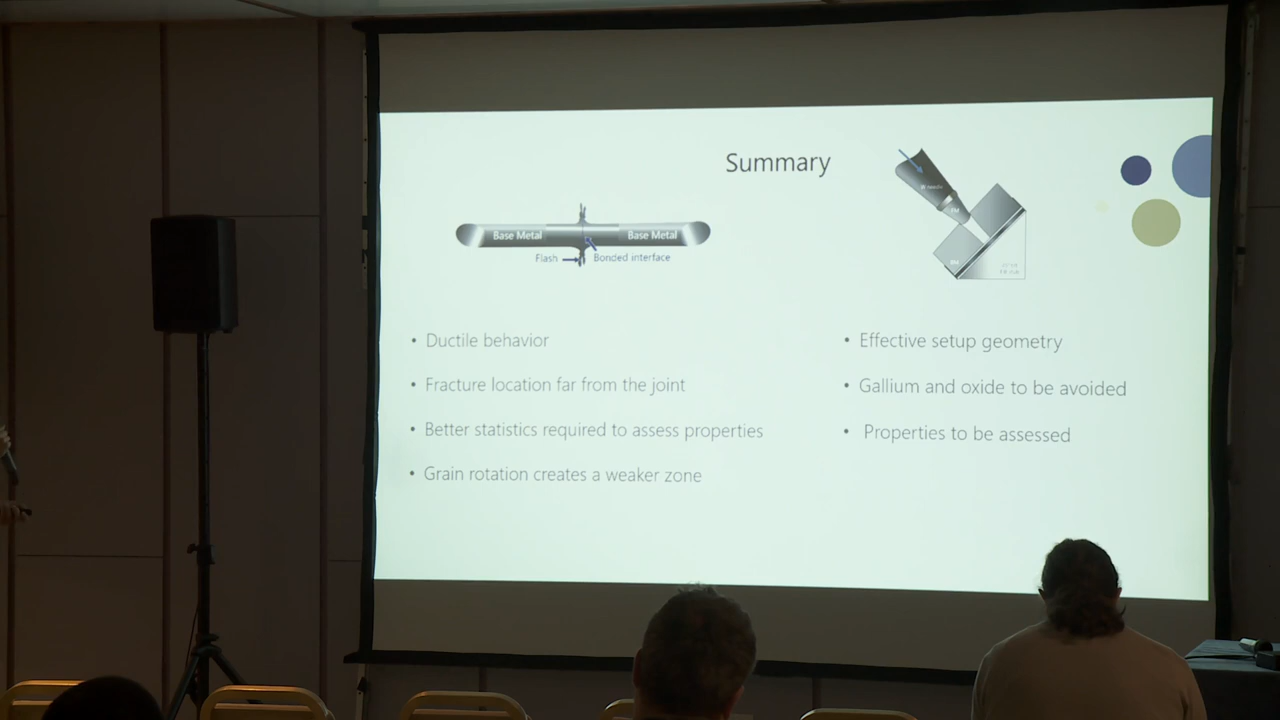 Summary
Base Metal
Base Metal
Flash
Bonded interface
W needle
• Ductile behavior
• Fracture location far from the joint
• Better statistics required to assess properties
• Grain rotation creates a weaker zone
• Effective setup geometry
• Gallium and oxide to be avoided
• Properties to be assessed